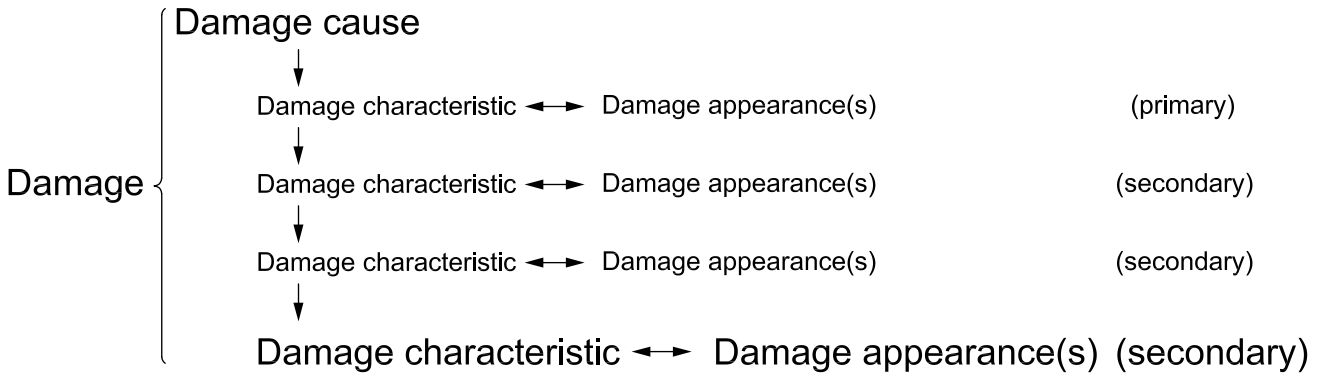 Damage cause
Damage characteristic Damage appearance(s) (primary)
Damage Damage characteristic Damage appearance(s) (secondary)
Damage characteristic Damage appearance(s) (secondary)
Damage characteristic Damage appearance(s) (secondary)